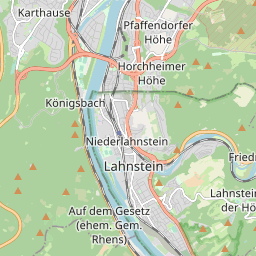 Karthause
Pfaffendorfer
Höhe
Horchheimer
Höhe
Königsbach
Niederlahnstein
Lahnstein
Lahnstein
der Hö
Auf dem Gesetz
(ehem. Gem.
Rhens)